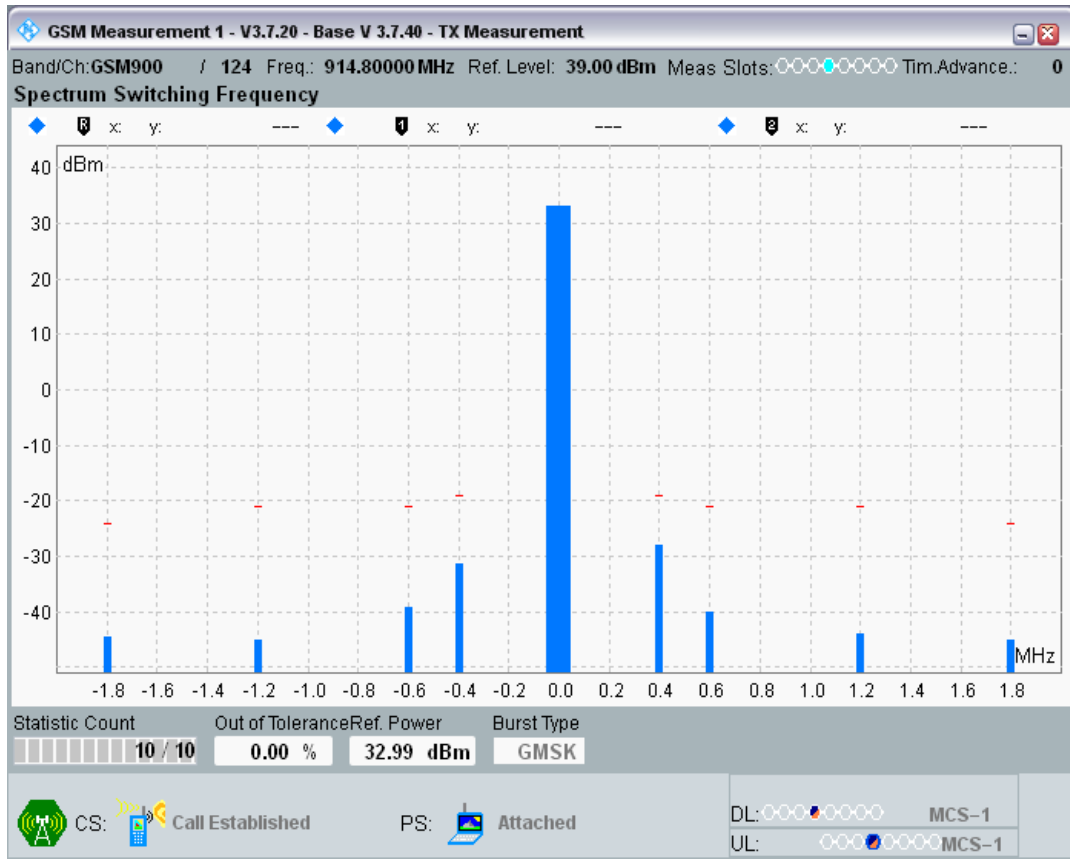 GSM Measurement 1 - V3.7.20 - Base V 3.7.40 - TX Measurement
Band/Ch:GSM900 / 124 Freq.: 914.80000 MHz Ref. Level: 39.00 dBm Meas Slots: Tim.Advance.: 0
Spectrum Switching Frequency
R x: y: --- 1 x: y: --- 2 x: y: ---
dBm
40
30
20
10
0
-10
-20
-30
-40
MHz
-1.8 -1.6 -1.4 -1.2 -1.0 -0.8 -0.6 -0.4 -0.2 0.0 0.2 0.4 0.6 0.8 1.0 1.2 1.4 1.6 1.8
Statistic Count Out of Tolerance Ref. Power Burst Type
10 / 10 0.00 % 32.99 dBm GMSK
CS: Call Established PS: Attached
DL: MCS-1
UL: MCS-1